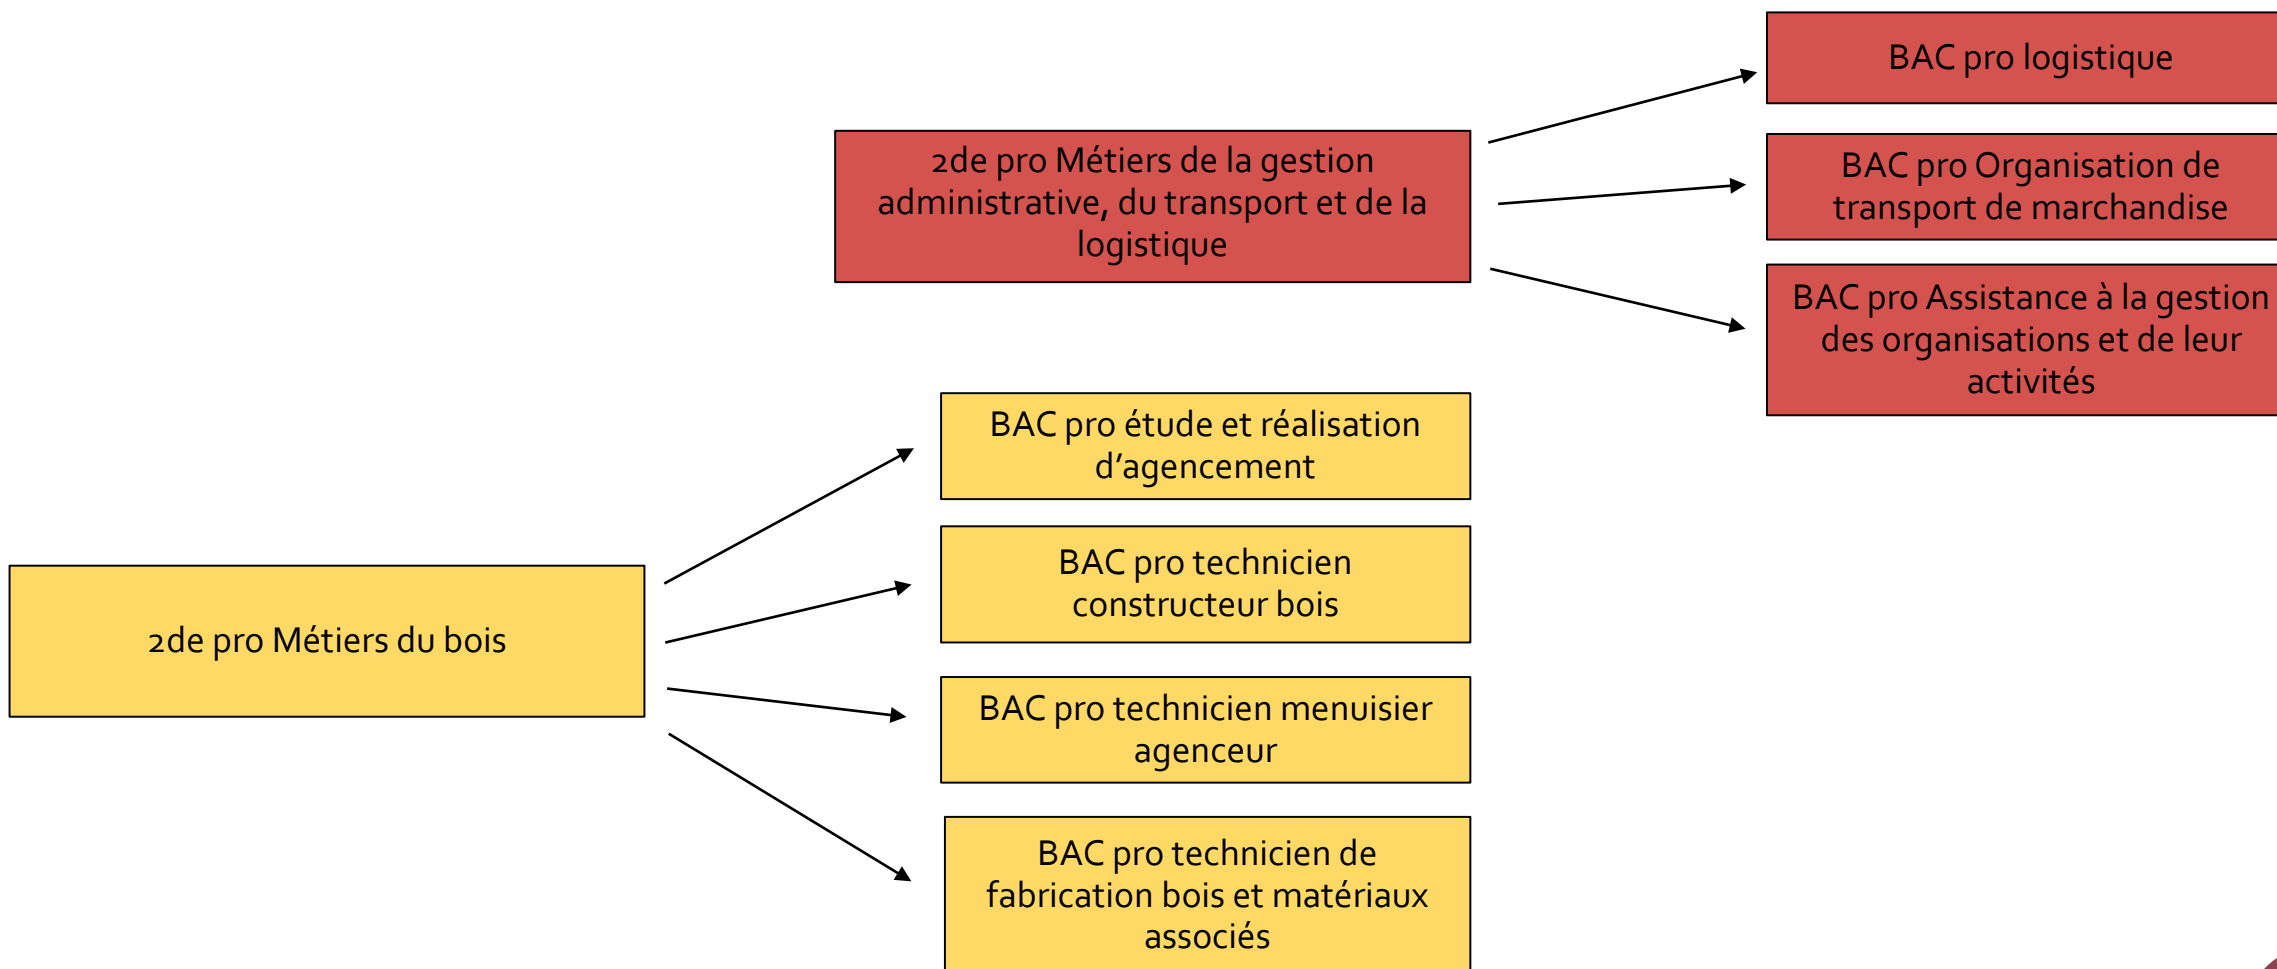 BAC pro logistique
2de pro Métiers de la gestion
administrative, du transport et de la
logistique
BAC pro Organisation de
transport de marchandise
BAC pro Assistance à la gestion
des organisations et de leur
activités
BAC pro étude et réalisation
d’agencement
BAC pro technicien
constructeur bois
2de pro Métiers du bois
BAC pro technicien menuisier
agenceur
BAC pro technicien de
fabrication bois et matériaux
associés